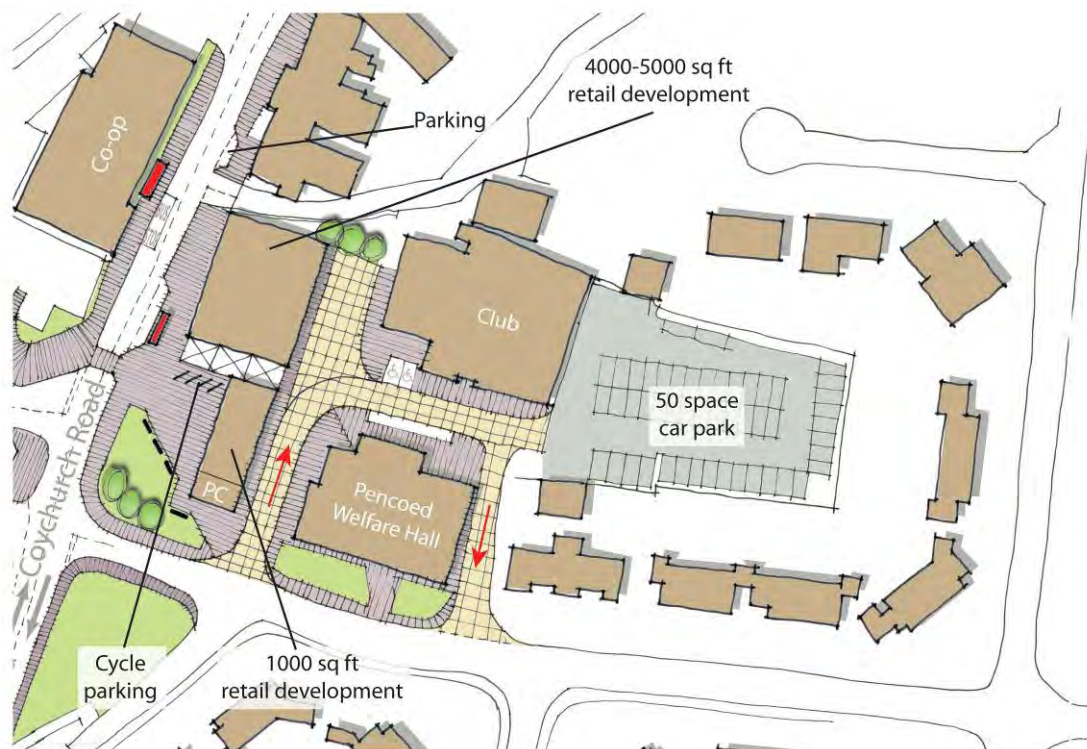 4000-5000 sq ft
retail development
Parking
Co-op
Club
50 space
car park
PC
Pencoed
Welfare Hall
Coychurch Road
Cycle
parking
1000 sq ft
retail development